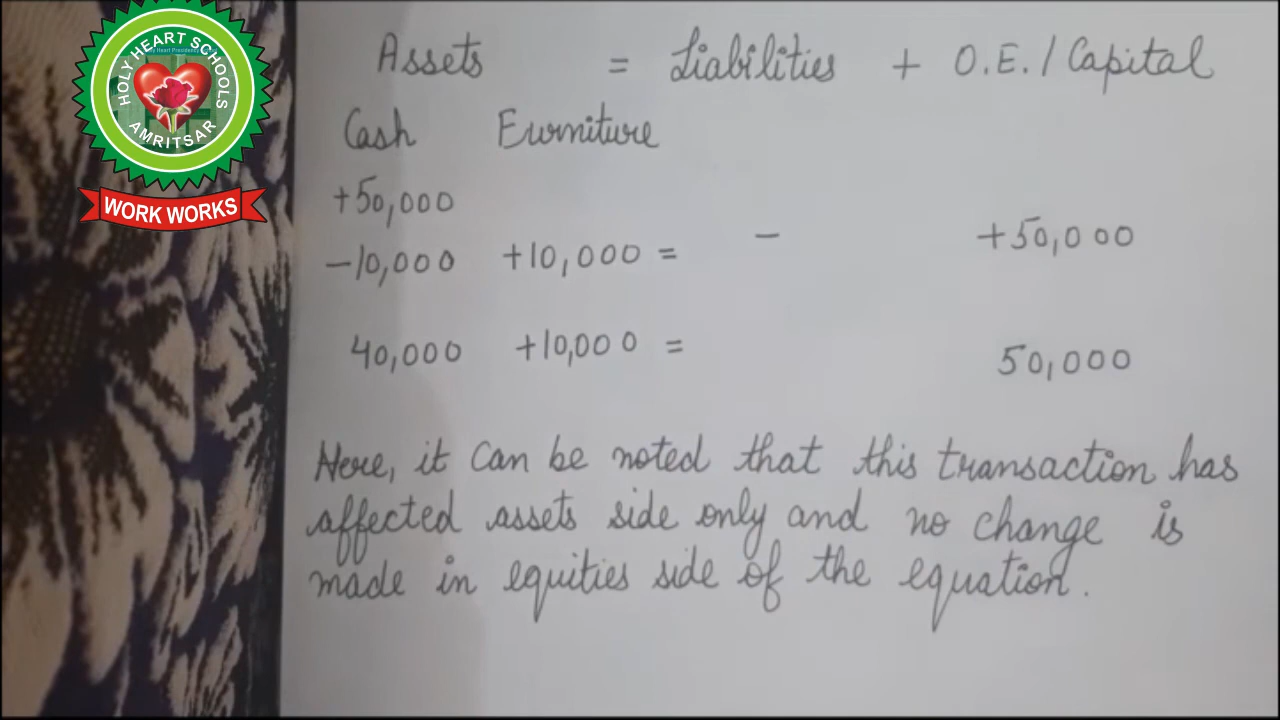 HOLY HEART SCHOOLS
AMRITSAR
WORK WORKS
Assets = Liabilities + O.E./Capital
Cash Furniture
+50,000
-10,000 +10,000 = - +50,000
40,000 +10,000 = 50,000
Here, it can be noted that this transaction has
affected assets side only and no change is
made in equities side of the equation.